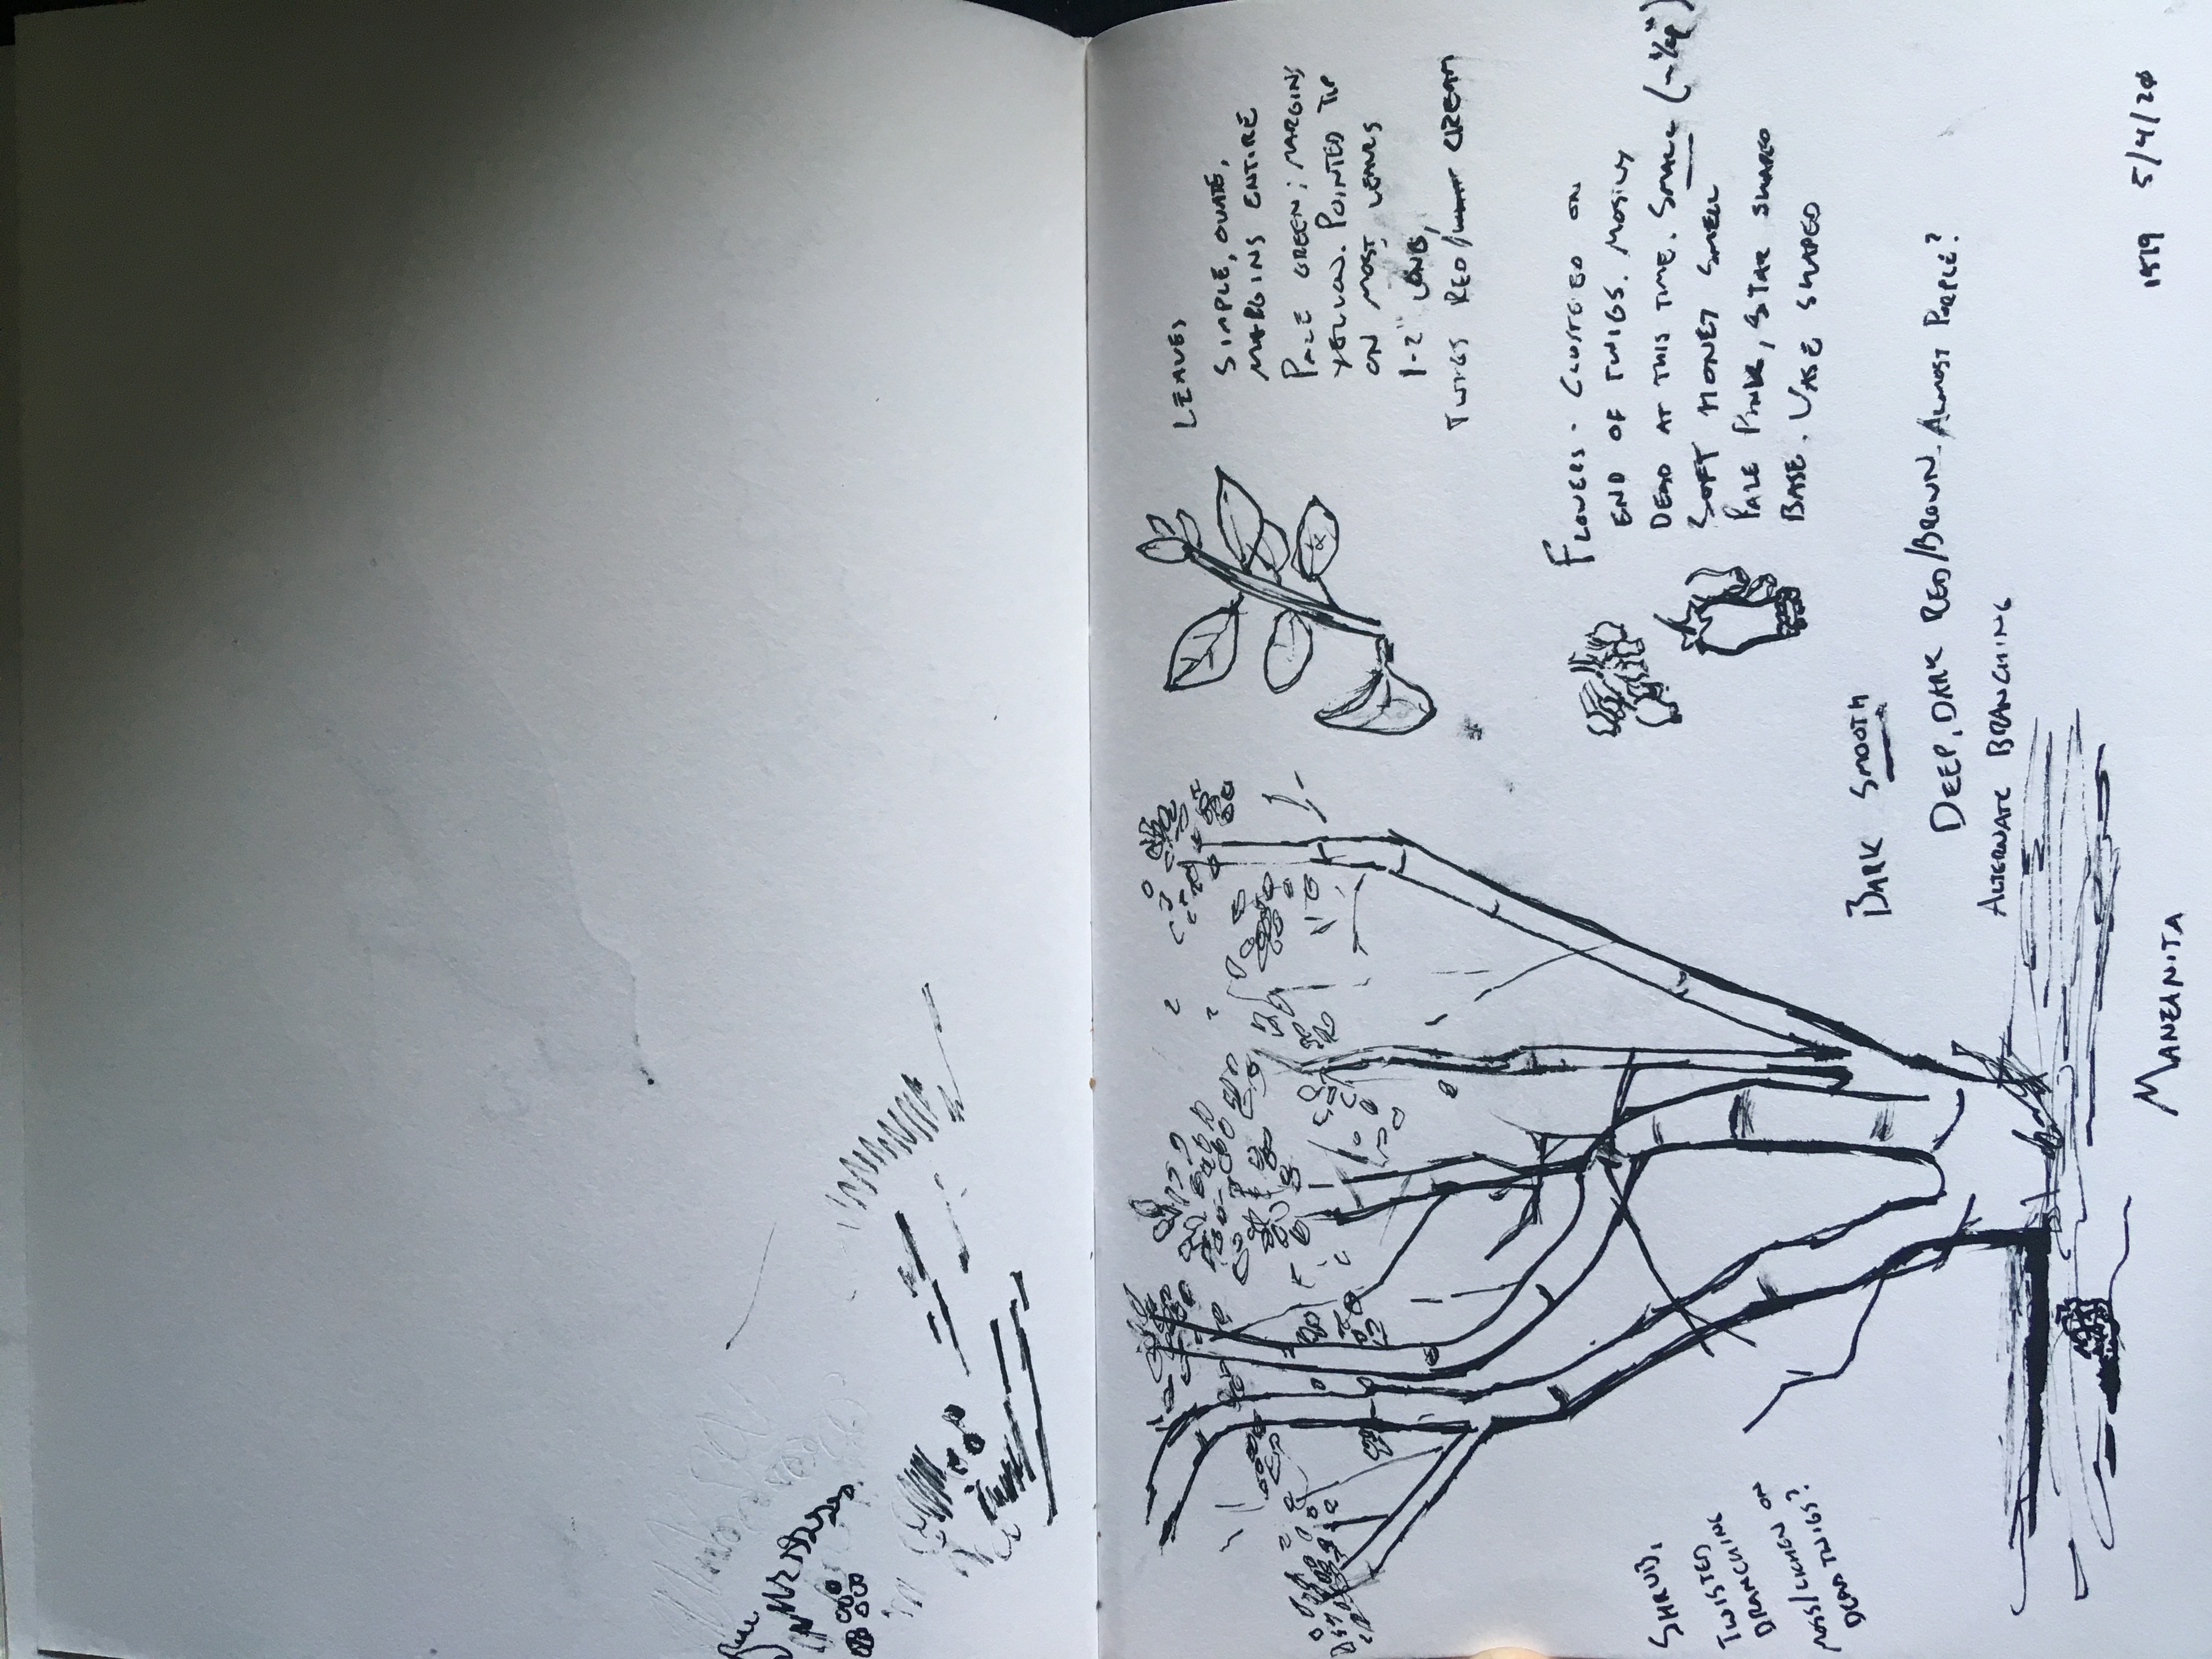 LEAVES
SIMPLE, OVATE,
MARGINS ENTIRE
PALE GREEN; MARGINS
YELLOW. POINTED TIP
ON MOST LEAVES
1-2" LONG,
TWIGS RED/ CREAM
FLOWERS - CLUSTERED ON
END OF TWIGS. MOSTLY
DEAD AT THIS TIME. SMALL
SOFT HONEY SMELL
PALE PINK, STAR SHAPED
BASE. VASE SHAPED
SHRUB,
TWISTED
BRANCHING
MOSS/LICHEN ON
DEAD TWIGS?
BARK SMOOTH
DEEP, DARK RED/BROWN. ALMOST PURPLE?
ALTERNATE BRANCHING
MANZANITA
1519 5/4/20